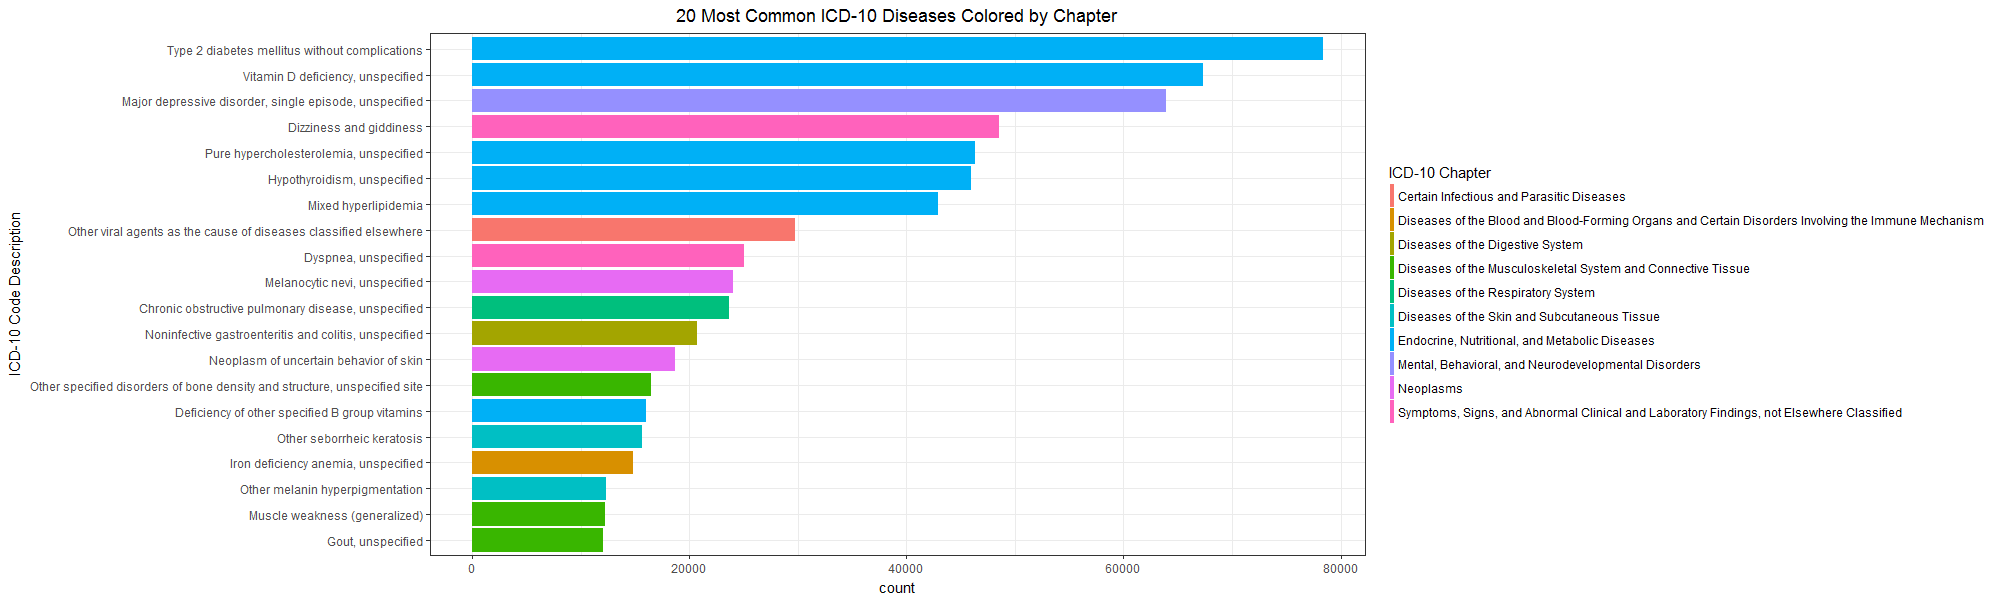 20 Most Common ICD-10 Diseases Colored by Chapter
ICD-10 Code Description
Type 2 diabetes mellitus without complications
Vitamin D deficiency, unspecified
Major depressive disorder, single episode, unspecified
Dizziness and giddiness
Pure hypercholesterolemia, unspecified
Hypothyroidism, unspecified
Mixed hyperlipidemia
Other viral agents as the cause of diseases classified elsewhere
Dyspnea, unspecified
Melanocytic nevi, unspecified
Chronic obstructive pulmonary disease, unspecified
Noninfective gastroenteritis and colitis, unspecified
Neoplasm of uncertain behavior of skin
Other specified disorders of bone density and structure, unspecified site
Deficiency of other specified B group vitamins
Other seborrheic keratosis
Iron deficiency anemia, unspecified
Other melanin hyperpigmentation
Muscle weakness (generalized)
Gout, unspecified
0 20000 40000 60000 80000
count
ICD-10 Chapter
Certain Infectious and Parasitic Diseases
Diseases of the Blood and Blood-Forming Organs and Certain Disorders Involving the Immune Mechanism
Diseases of the Digestive System
Diseases of the Musculoskeletal System and Connective Tissue
Diseases of the Respiratory System
Diseases of the Skin and Subcutaneous Tissue
Endocrine, Nutritional, and Metabolic Diseases
Mental, Behavioral, and Neurodevelopmental Disorders
Neoplasms
Symptoms, Signs, and Abnormal Clinical and Laboratory Findings, not Elsewhere Classified